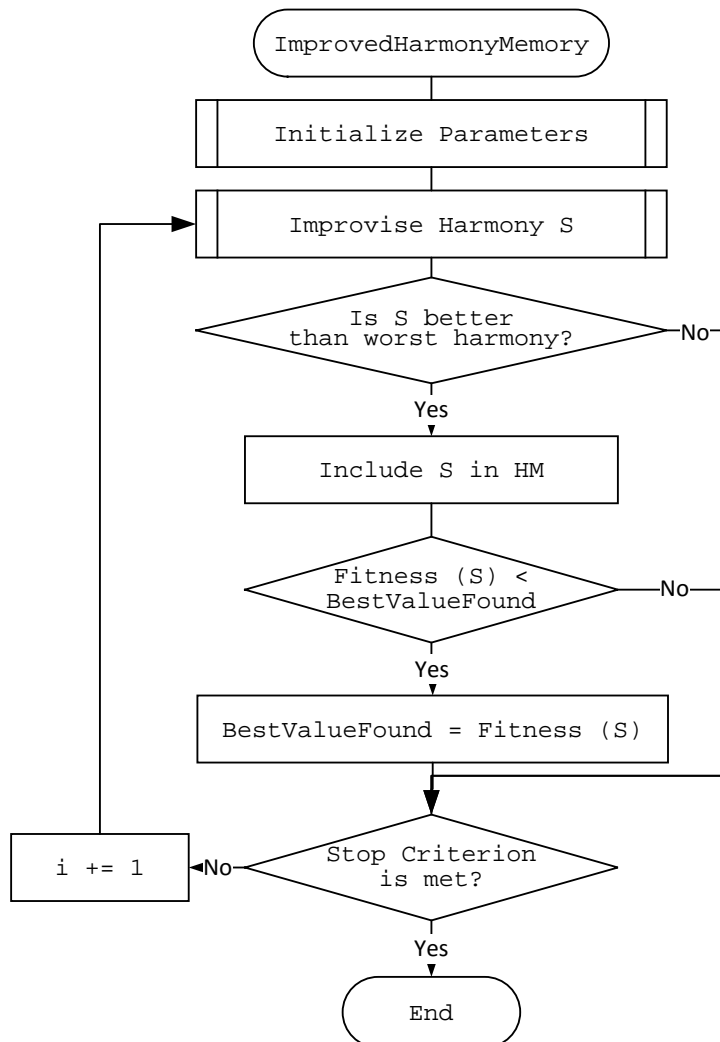 ImprovedHarmonyMemory
Initialize Parameters
Improvise Harmony S
Is S better
than worst harmony?
No
Yes
Include S in HM
Fitness (S) <
BestValueFound
No
Yes
BestValueFound = Fitness (S)
Stop Criterion
is met?
No
i += 1
Yes
End